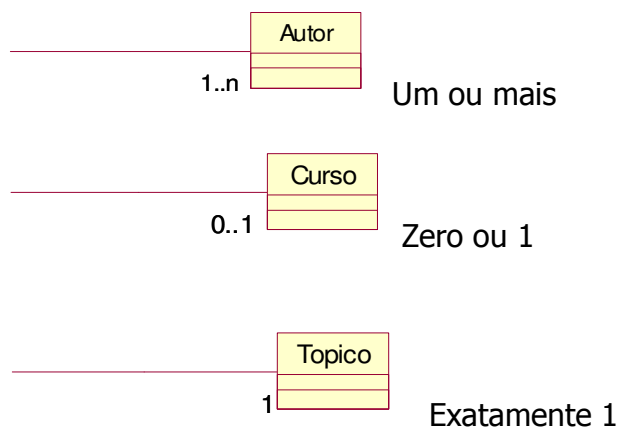 Autor
1..n
Um ou mais
Curso
0..1
Zero ou 1
Topico
1
Exatamente 1